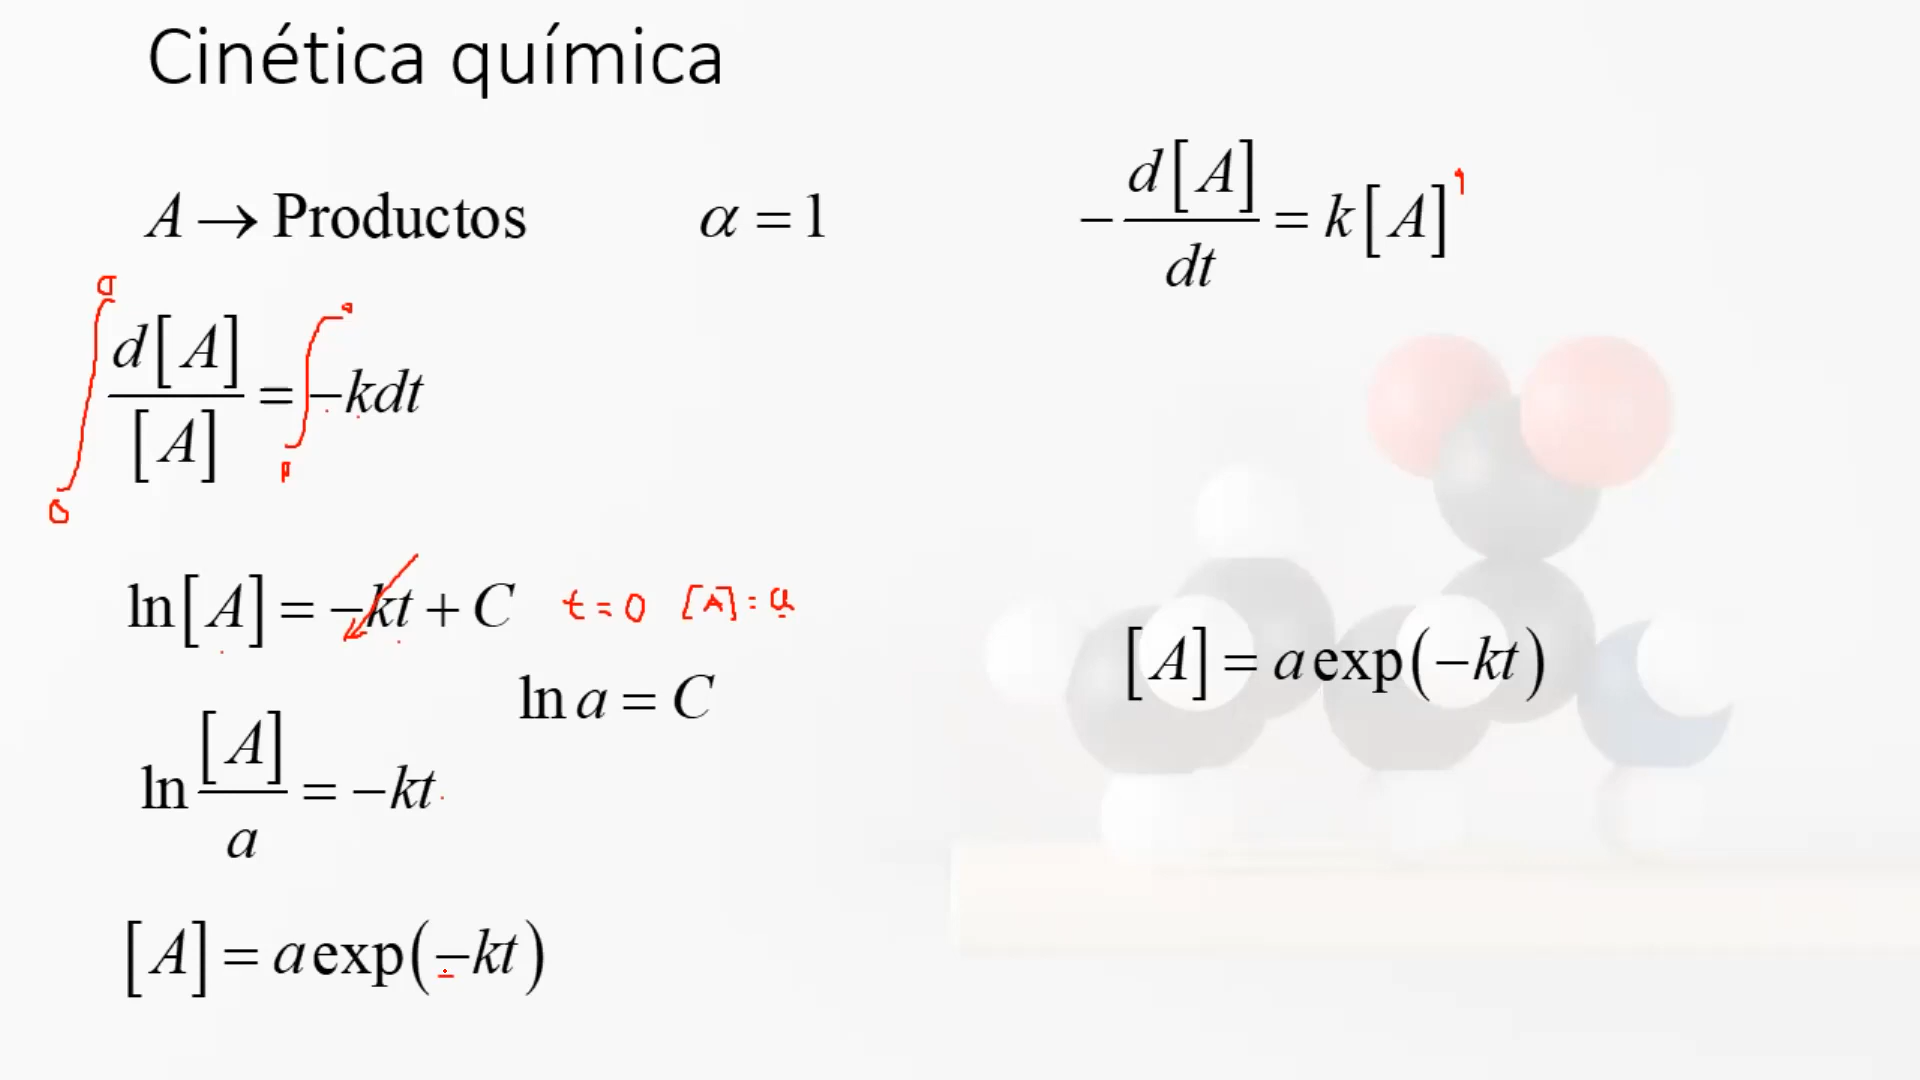 Cinética química
A → Productos
α = 1
-d[A]/dt = k[A]^1
∫ d[A]/[A] = ∫ -kdt
ln[A] = -kt + C
t = 0 [A] = a
ln a = C
ln [A]/a = -kt
[A] = a exp(-kt)
[A] = a exp(-kt)